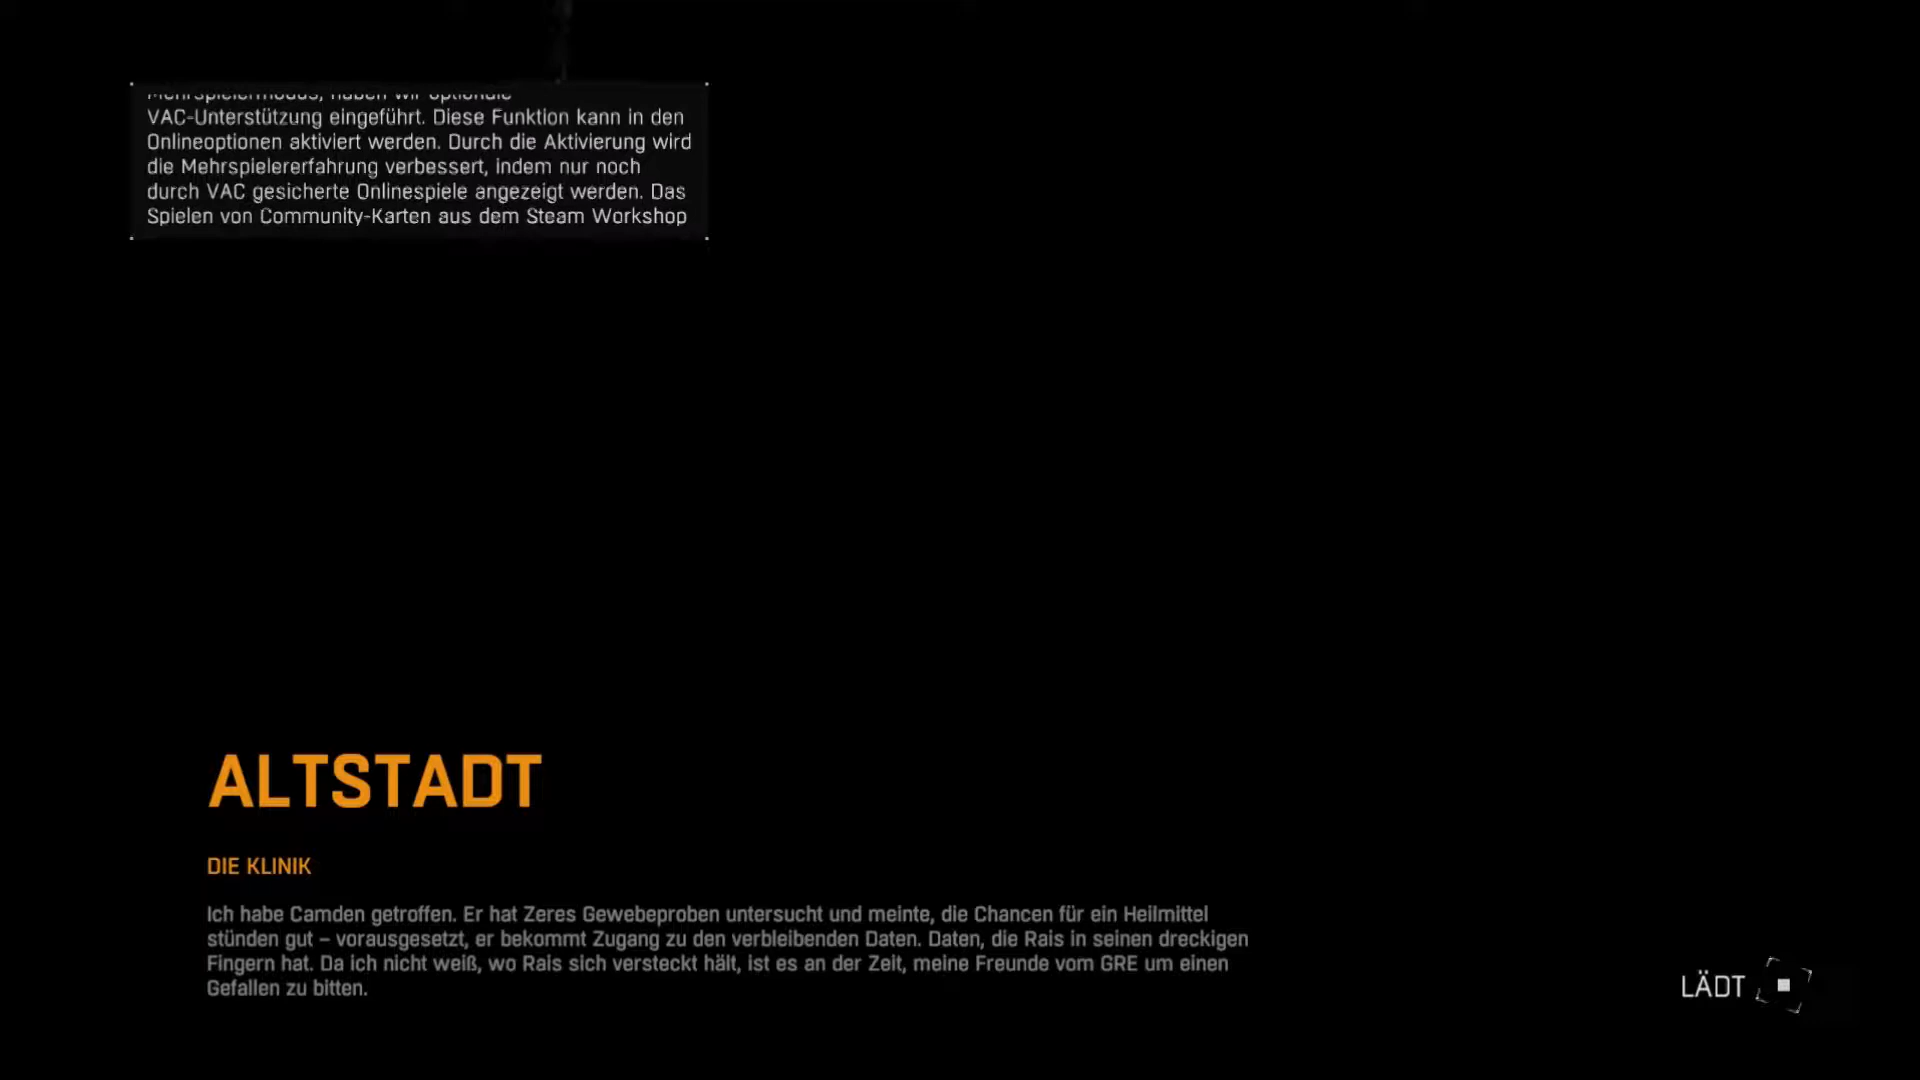 Mehrspielermodus, haben wir optionale
VAC-Unterstützung eingeführt. Diese Funktion kann in den
Onlineoptionen aktiviert werden. Durch die Aktivierung wird
die Mehrspielererfahrung verbessert, indem nur noch
durch VAC gesicherte Onlinespiele angezeigt werden. Das
Spielen von Community-Karten aus dem Steam Workshop
ALTSTADT
DIE KLINIK
Ich habe Camden getroffen. Er hat Zeres Gewebeproben untersucht und meinte, die Chancen für ein Heilmittel
stünden gut – vorausgesetzt, er bekommt Zugang zu den verbleibenden Daten. Daten, die Rais in seinen dreckigen
Fingern hat. Da ich nicht weiß, wo Rais sich versteckt hält, ist es an der Zeit, meine Freunde vom GRE um einen
Gefallen zu bitten.
LÄDT